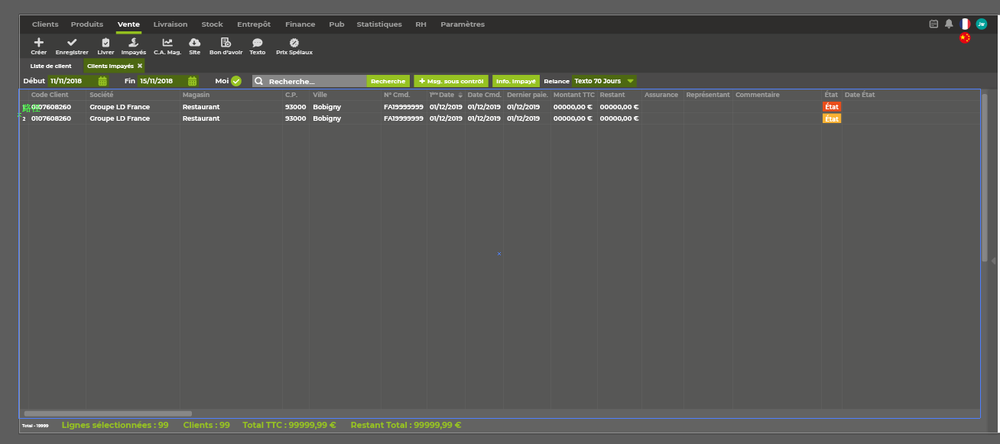 Clients Produits Vente Livraison Stock Entrepôt Finance Pub Statistiques RH Paramètres
JW
Créer Enregistrer Livrer Impayés C.A. Mag. Site Bon d'avoir Texto Prix Spéiaux
Liste de client Clients Impayés
Début 11/11/2018 Fin 15/11/2018 Moi Recherche... Recherche + Msg. sous contrôl Info. Impayé Relance Texto 70 Jours
Code Client Société Magasin C.P. Ville N° Cmd. 1ère Date Date Cmd. Dernier paie. Montant TTC Restant Assurance Représentant Commentaire État Date État
路径 0107608260 Groupe LD France Restaurant 93000 Bobigny FA19999999 01/12/2019 01/12/2019 01/12/2019 00000,00 € 00000,00 € État
2 0107608260 Groupe LD France Restaurant 93000 Bobigny FA19999999 01/12/2019 01/12/2019 01/12/2019 00000,00 € 00000,00 € État
Total - 19999 Lignes sélectionnées : 99 Clients : 99 Total TTC : 99999,99 € Restant Total : 99999,99 €